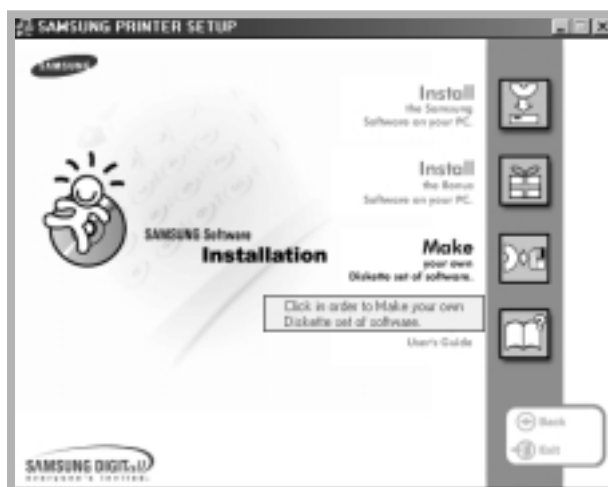 SAMSUNG PRINTER SETUP
SAMSUNG
Install
the Samsung
Software on your PC.
Install
the Bonus
Software on your PC.
SAMSUNG Software
Installation
Make
your own
Diskette set of software.
Click in order to Make your own
Diskette set of software.
User's Guide
Back
Exit
SAMSUNG DIGITall
everyone's invited.